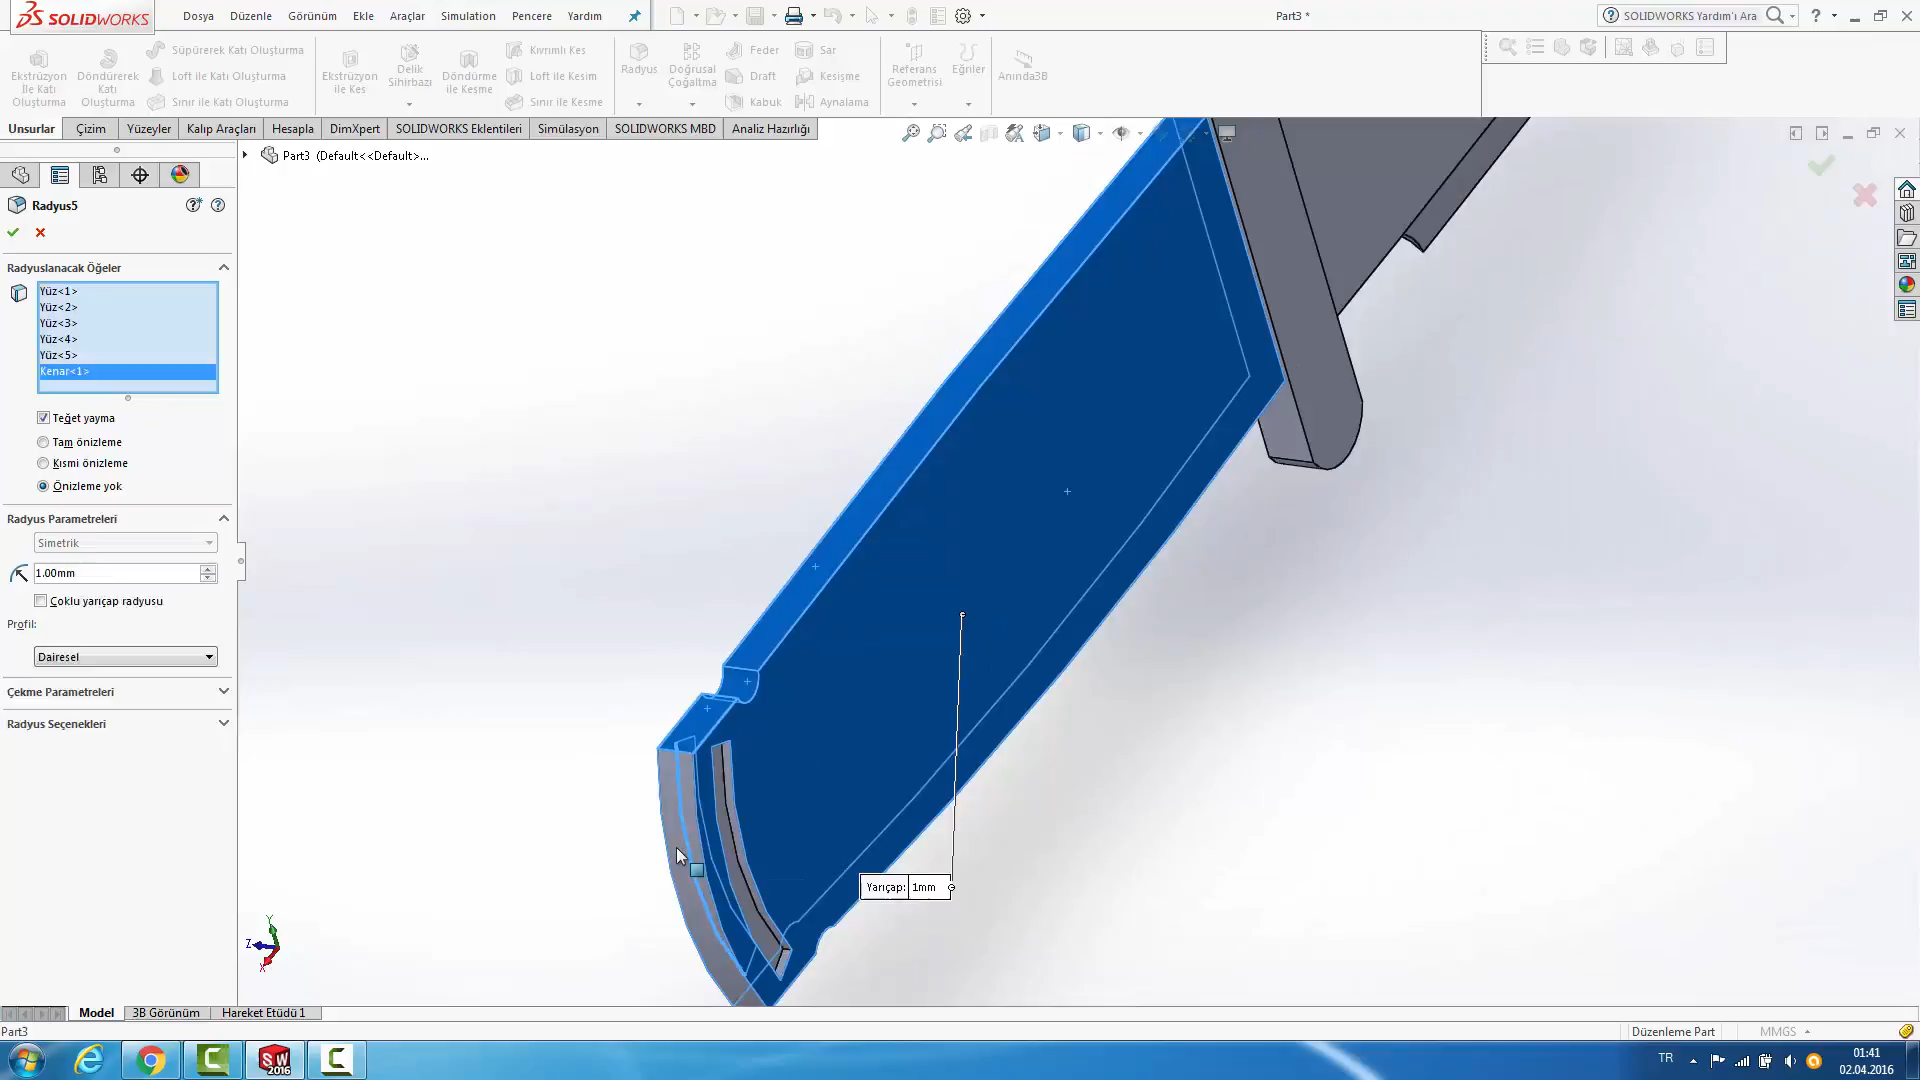 SOLIDWORKS Dosya Düzenle Görünüm Ekle Araçlar Simulation Pencere Yardım Part3 * SOLIDWORKS Yardım'ı Ara
Ekstrüzyon İle Katı Oluşturma
Döndürerek Katı Oluşturma
Süpürerek Katı Oluşturma
Loft ile Katı Oluşturma
Sınır ile Katı Oluşturma
Ekstrüzyon ile Kes
Delik Sihirbazı
Döndürme ile Kesme
Kıvrımlı Kes
Loft ile Kesim
Sınır ile Kesme
Radyus
Doğrusal Çoğaltma
Feder
Draft
Kabuk
Sar
Kesişme
Aynalama
Referans Geometrisi
Eğriler
Anında3B
Unsurlar Çizim Yüzeyler Kalıp Araçları Hesapla DimXpert SOLIDWORKS Eklentileri Simülasyon SOLIDWORKS MBD Analiz Hazırlığı
Part3 (Default<<Default>...
Radyus5
Radyuslanacak Öğeler
Yüz<1>
Yüz<2>
Yüz<3>
Yüz<4>
Yüz<5>
Kenar<1>
Teğet yayma
Tam önizleme
Kısmi önizleme
Önizleme yok
Radyus Parametreleri
Simetrik
1.00mm
Çoklu yarıçap radyusu
Profil:
Dairesel
Çekme Parametreleri
Radyus Seçenekleri
Yarıçap: 1mm
Y
Z
X
Model 3B Görünüm Hareket Etüdü 1
Part3 Düzenleme Part MMGS
SW 2016
TR 01:41
02.04.2016